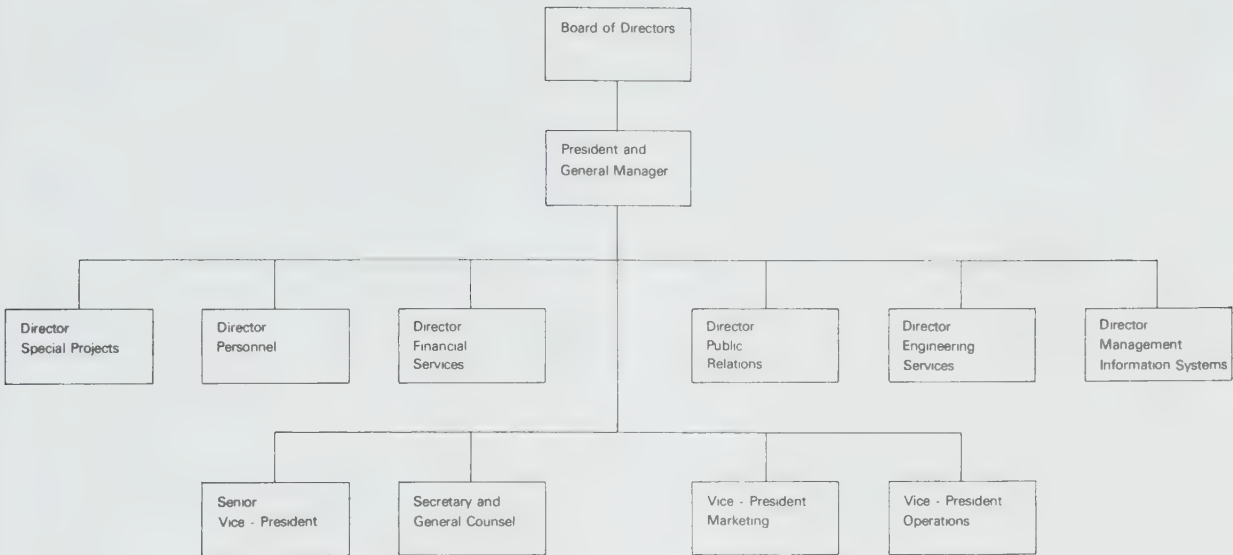 Board of Directors
President and
General Manager
Director
Special Projects
Director
Personnel
Director
Financial
Services
Director
Public
Relations
Director
Engineering
Services
Director
Management
Information Systems
Senior
Vice - President
Secretary and
General Counsel
Vice - President
Marketing
Vice - President
Operations